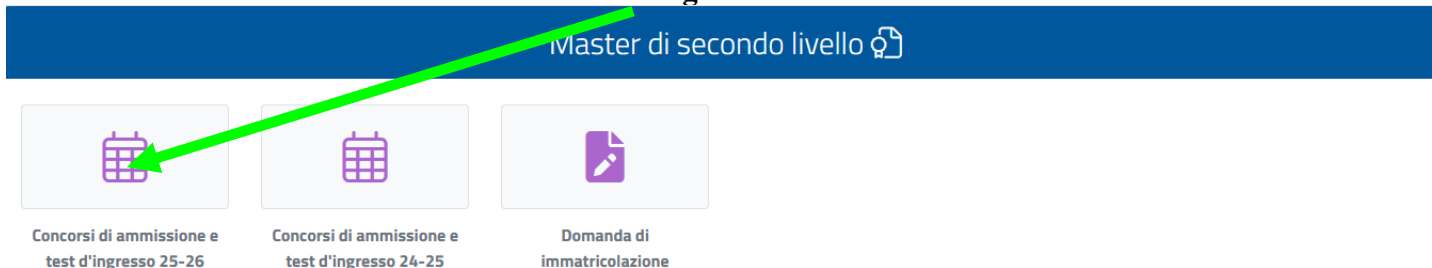 Master di secondo livello
Concorsi di ammissione e
test d'ingresso 25-26
Concorsi di ammissione e
test d'ingresso 24-25
Domanda di
immatricolazione